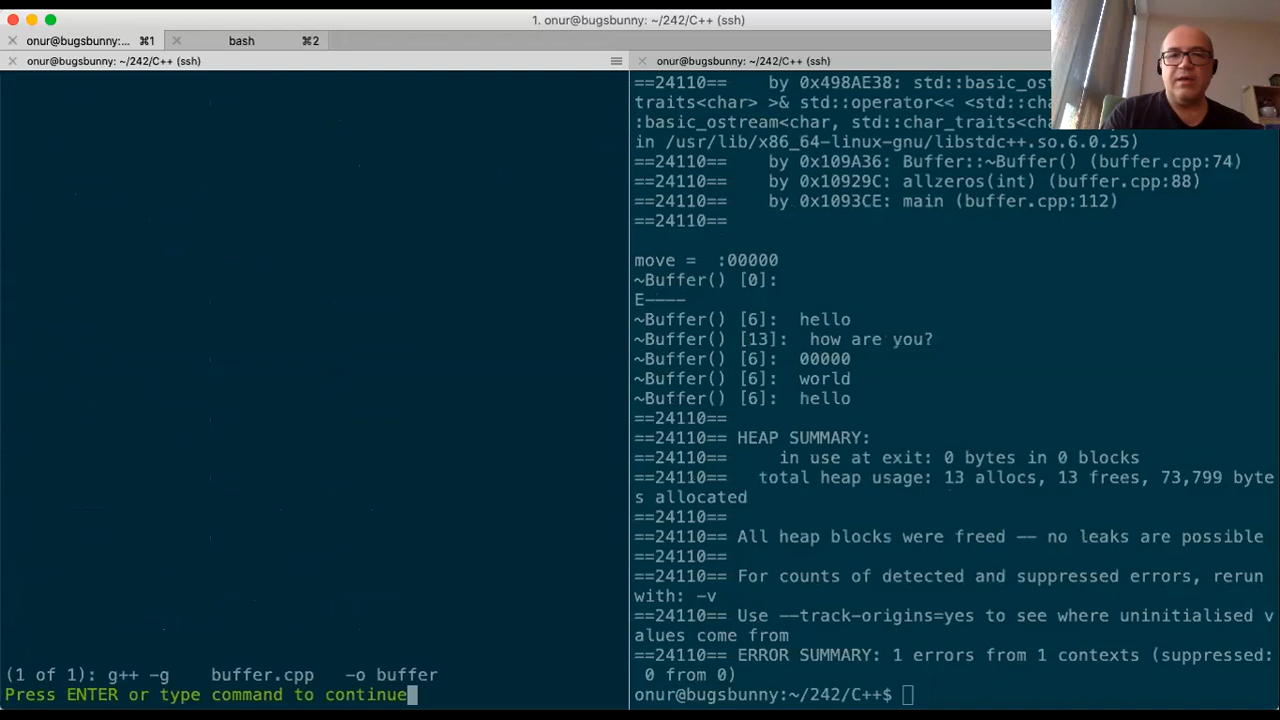 1. onur@bugsbunny: ~/242/C++ (ssh)
onur@bugsbunny:... ⌘1 bash ⌘2
onur@bugsbunny: ~/242/C++ (ssh)
(1 of 1): g++ -g    buffer.cpp   -o buffer
Press ENTER or type command to continue
onur@bugsbunny: ~/242/C++ (ssh)
==24110==    by 0x498AE38: std::basic_os
traits<char> >& std::operator<< <std::ch
:basic_ostream<char, std::char_traits<ch
in /usr/lib/x86_64-linux-gnu/libstdc++.so.6.0.25)
==24110==    by 0x109A36: Buffer::~Buffer() (buffer.cpp:74)
==24110==    by 0x10929C: allzeros(int) (buffer.cpp:88)
==24110==    by 0x1093CE: main (buffer.cpp:112)
==24110==
move =  :00000
~Buffer() [0]:
E----
~Buffer() [6]:  hello
~Buffer() [13]:  how are you?
~Buffer() [6]:  00000
~Buffer() [6]:  world
~Buffer() [6]:  hello
==24110==
==24110== HEAP SUMMARY:
==24110==     in use at exit: 0 bytes in 0 blocks
==24110==   total heap usage: 13 allocs, 13 frees, 73,799 byte
s allocated
==24110==
==24110== All heap blocks were freed -- no leaks are possible
==24110==
==24110== For counts of detected and suppressed errors, rerun
with: -v
==24110== Use --track-origins=yes to see where uninitialised v
alues come from
==24110== ERROR SUMMARY: 1 errors from 1 contexts (suppressed:
 0 from 0)
onur@bugsbunny:~/242/C++$